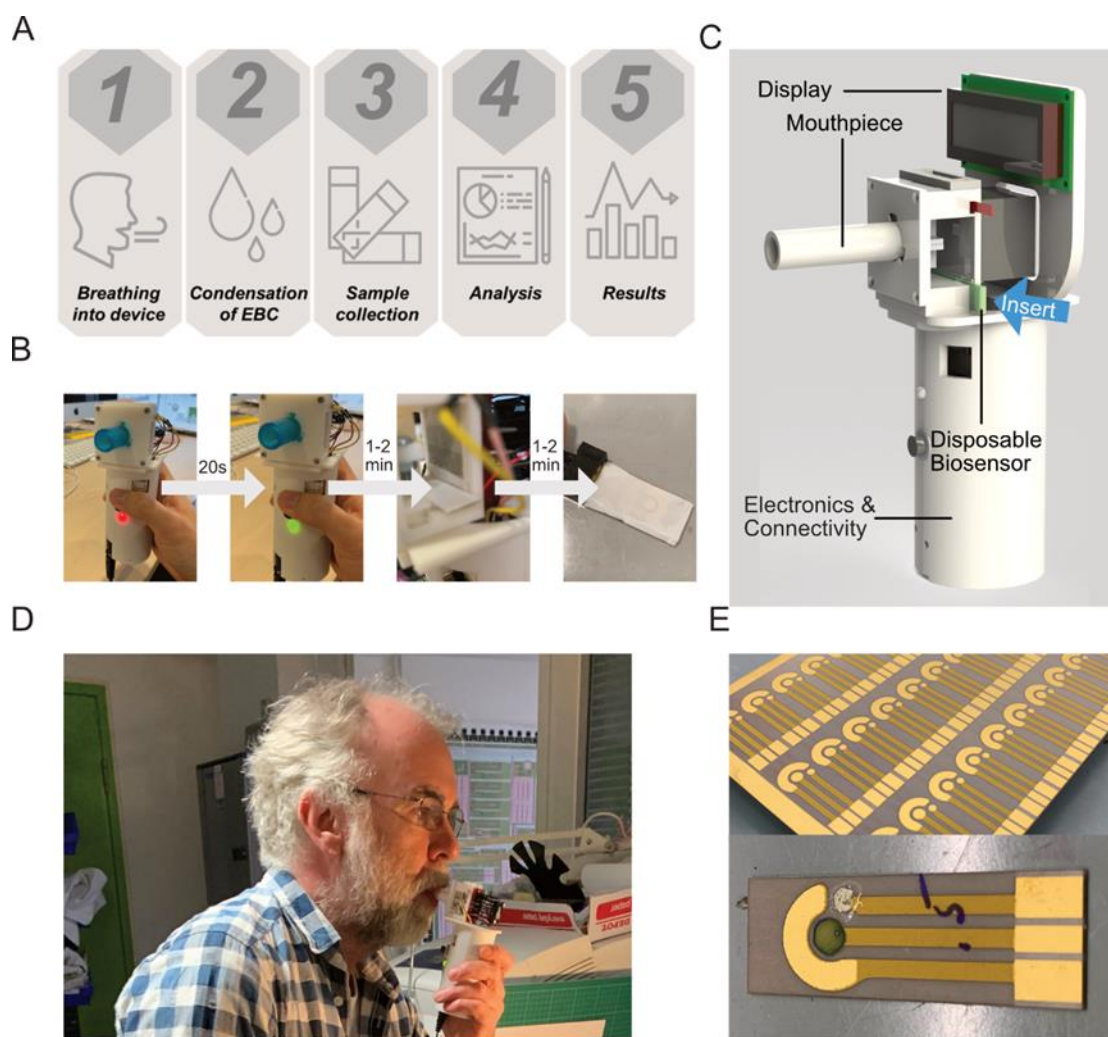 A
1
2
3
4
5
Breathing
into device
Condensation
of EBC
Sample
collection
Analysis
Results
B
20s
1-2
min
1-2
min
C
Display
Mouthpiece
Insert
Disposable
Biosensor
Electronics &
Connectivity
D
DEPOT
E